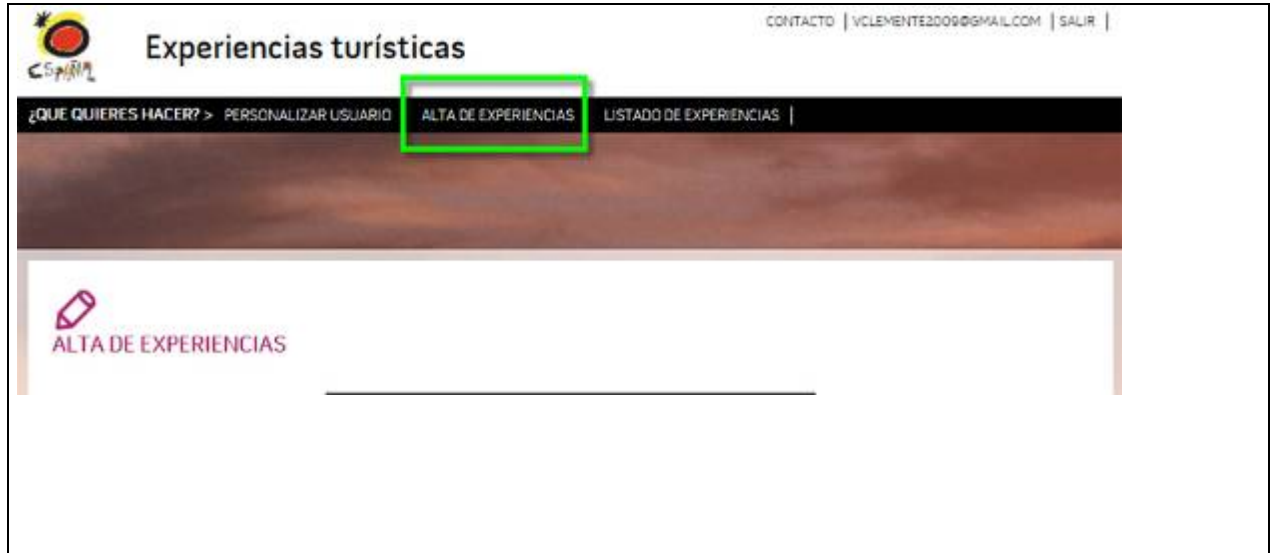 CONTACTO | VCLEMENTE2009@GMAIL.COM | SALIR |
Experiencias turísticas
ESPAÑA
¿QUE QUIERES HACER? > PERSONALIZAR USUARIO ALTA DE EXPERIENCIAS LISTADO DE EXPERIENCIAS |
ALTA DE EXPERIENCIAS